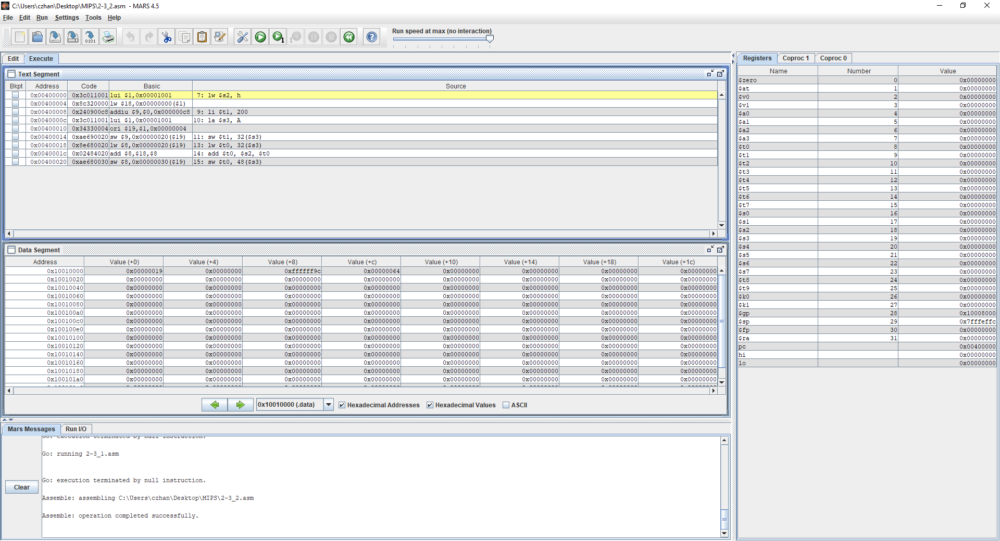 C:\Users\czhan\Desktop\MIPS\2-3_2.asm - MARS 4.5
File Edit Run Settings Tools Help
Run speed at max (no interaction)
Edit Execute
Text Segment
Bkpt Address Code Basic Source
0x00400000 0x3c011001 lui $1,0x00001001 7: lw $s2, h
0x00400004 0x8c320000 lw $18,0x00000000($1)
0x00400008 0x240900c8 addiu $9,$0,0x000000c8 9: li $t1, 200
0x0040000c 0x3c011001 lui $1,0x00001001 10: la $s3, A
0x00400010 0x34330004 ori $19,$1,0x00000004
0x00400014 0xae690020 sw $9,0x00000020($19) 11: sw $t1, 32($s3)
0x00400018 0x8e680020 lw $8,0x00000020($19) 13: lw $t0, 32($s3)
0x0040001c 0x02484020 add $8,$18,$8 14: add $t0, $s2, $t0
0x00400020 0xae680030 sw $8,0x00000030($19) 15: sw $t0, 48($s3)
Data Segment
Address Value (+0) Value (+4) Value (+8) Value (+c) Value (+10) Value (+14) Value (+18) Value (+1c)
0x10010000 0x00000019 0x00000000 0xffffff9c 0x00000064 0x00000000 0x00000000 0x00000000 0x00000000
0x10010020 0x00000000 0x00000000 0x00000000 0x00000000 0x00000000 0x00000000 0x00000000 0x00000000
0x10010040 0x00000000 0x00000000 0x00000000 0x00000000 0x00000000 0x00000000 0x00000000 0x00000000
0x10010060 0x00000000 0x00000000 0x00000000 0x00000000 0x00000000 0x00000000 0x00000000 0x00000000
0x10010080 0x00000000 0x00000000 0x00000000 0x00000000 0x00000000 0x00000000 0x00000000 0x00000000
0x100100a0 0x00000000 0x00000000 0x00000000 0x00000000 0x00000000 0x00000000 0x00000000 0x00000000
0x100100c0 0x00000000 0x00000000 0x00000000 0x00000000 0x00000000 0x00000000 0x00000000 0x00000000
0x100100e0 0x00000000 0x00000000 0x00000000 0x00000000 0x00000000 0x00000000 0x00000000 0x00000000
0x10010100 0x00000000 0x00000000 0x00000000 0x00000000 0x00000000 0x00000000 0x00000000 0x00000000
0x10010120 0x00000000 0x00000000 0x00000000 0x00000000 0x00000000 0x00000000 0x00000000 0x00000000
0x10010140 0x00000000 0x00000000 0x00000000 0x00000000 0x00000000 0x00000000 0x00000000 0x00000000
0x10010160 0x00000000 0x00000000 0x00000000 0x00000000 0x00000000 0x00000000 0x00000000 0x00000000
0x10010180 0x00000000 0x00000000 0x00000000 0x00000000 0x00000000 0x00000000 0x00000000 0x00000000
0x100101a0 0x00000000 0x00000000 0x00000000 0x00000000 0x00000000 0x00000000 0x00000000 0x00000000
0x10010000 (.data) Hexadecimal Addresses Hexadecimal Values ASCII
Mars Messages Run I/O
Go: execution terminated by null instruction.
Go: running 2-3_1.asm
Go: execution terminated by null instruction.
Clear
Assemble: assembling C:\Users\czhan\Desktop\MIPS\2-3_2.asm
Assemble: operation completed successfully.
Registers Coproc 1 Coproc 0
Name Number Value
$zero 0 0x00000000
$at 1 0x00000000
$v0 2 0x00000000
$v1 3 0x00000000
$a0 4 0x00000000
$a1 5 0x00000000
$a2 6 0x00000000
$a3 7 0x00000000
$t0 8 0x00000000
$t1 9 0x00000000
$t2 10 0x00000000
$t3 11 0x00000000
$t4 12 0x00000000
$t5 13 0x00000000
$t6 14 0x00000000
$t7 15 0x00000000
$s0 16 0x00000000
$s1 17 0x00000000
$s2 18 0x00000000
$s3 19 0x00000000
$s4 20 0x00000000
$s5 21 0x00000000
$s6 22 0x00000000
$s7 23 0x00000000
$t8 24 0x00000000
$t9 25 0x00000000
$k0 26 0x00000000
$k1 27 0x00000000
$gp 28 0x10008000
$sp 29 0x7fffeffc
$fp 30 0x00000000
$ra 31 0x00000000
pc 0x00400000
hi 0x00000000
lo 0x00000000